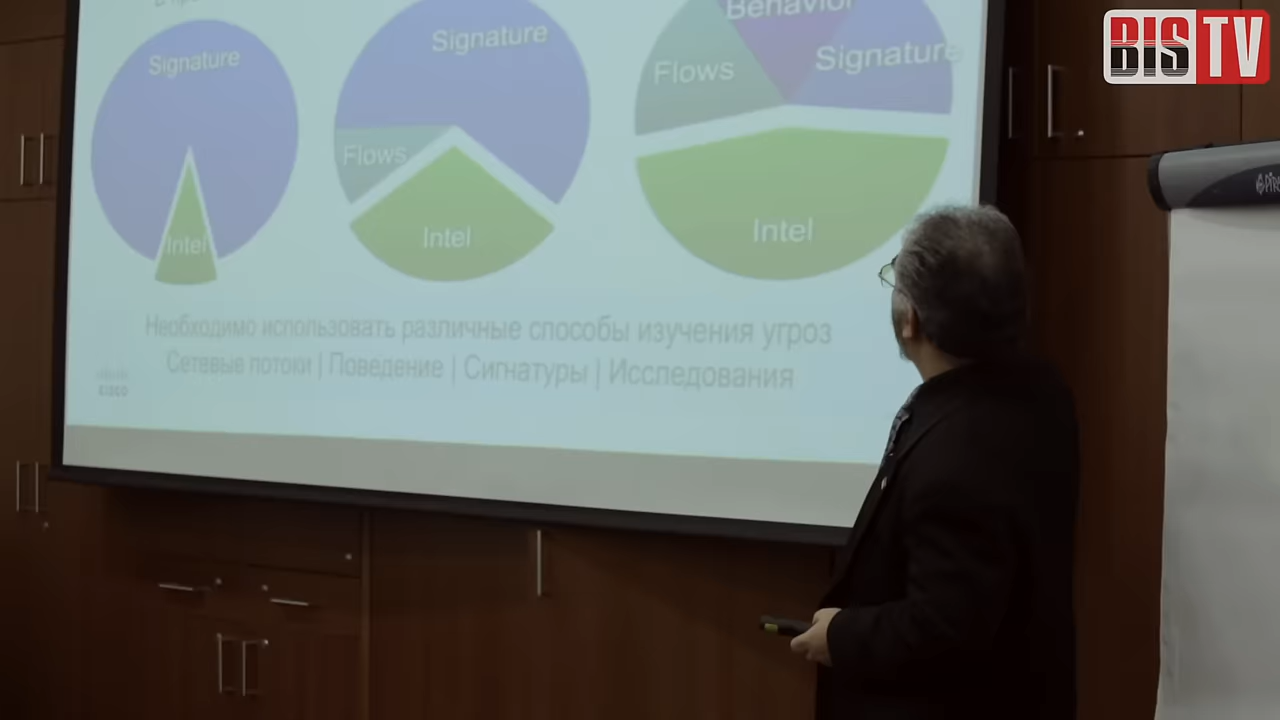 BIS TV
Behavior
Signature
Signature
Signature
Flows
Flows
Intel
Intel
Intel
Необходимо использовать различные способы изучения угроз
Сетевые потоки | Поведение | Сигнатуры | Исследования
CISCO